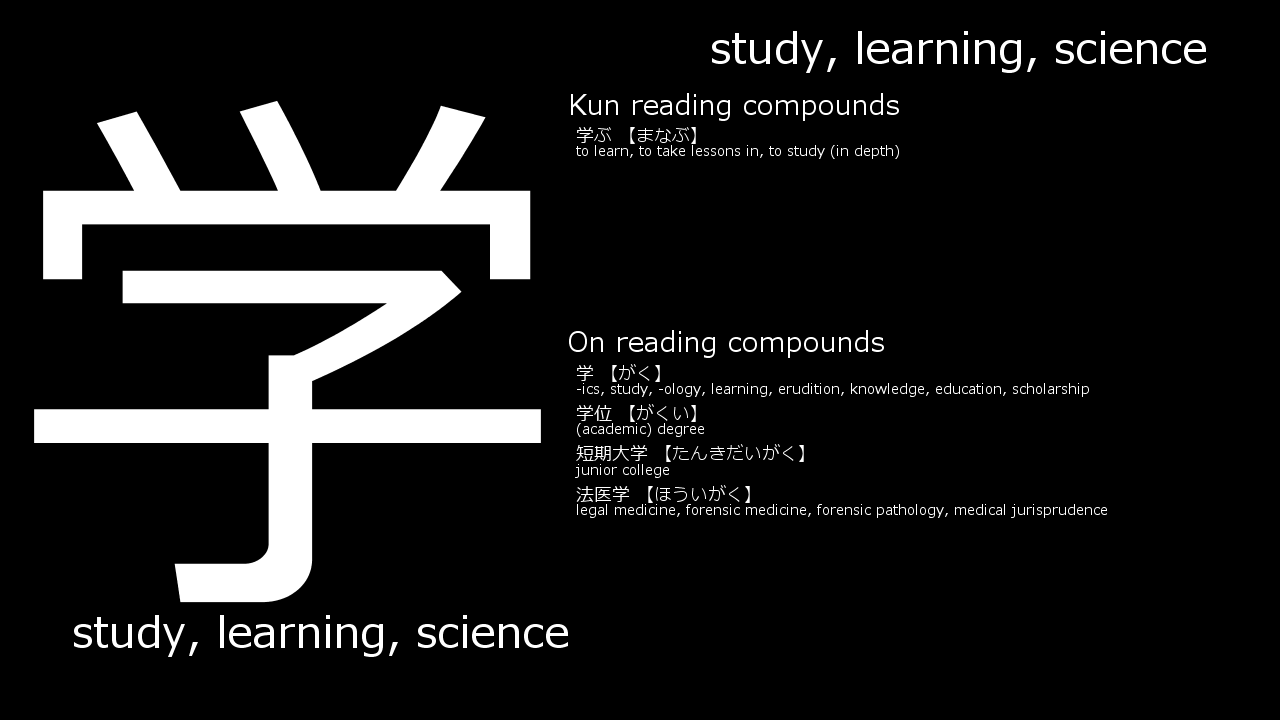 study, learning, science
学
Kun reading compounds
学ぶ 【まなぶ】
to learn, to take lessons in, to study (in depth)
On reading compounds
学 【がく】
-ics, study, -ology, learning, erudition, knowledge, education, scholarship
学位 【がくい】
(academic) degree
短期大学 【たんきだいがく】
junior college
法医学 【ほういがく】
legal medicine, forensic medicine, forensic pathology, medical jurisprudence
study, learning, science